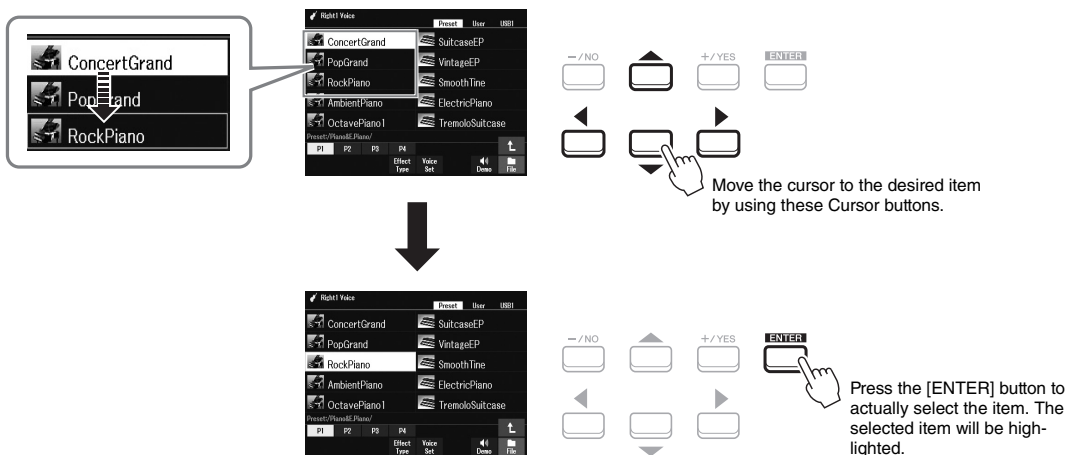 ConcertGrand
PopGrand
RockPiano
Right1 Voice
Preset User USB1
ConcertGrand SuitcaseEP
PopGrand VintageEP
RockPiano SmoothTine
AmbientPiano ElectricPiano
OctavePiano1 TremoloSuitcase
Preset:/Piano&E.Piano/
P1 P2 P3 P4
Effect Type Voice Set Demo File
–/NO +/YES ENTER
Move the cursor to the desired item
by using these Cursor buttons.
Right1 Voice
Preset User USB1
ConcertGrand SuitcaseEP
PopGrand VintageEP
RockPiano SmoothTine
AmbientPiano ElectricPiano
OctavePiano1 TremoloSuitcase
Preset:/Piano&E.Piano/
P1 P2 P3 P4
Effect Type Voice Set Demo File
–/NO +/YES ENTER
Press the [ENTER] button to
actually select the item. The
selected item will be high-
lighted.